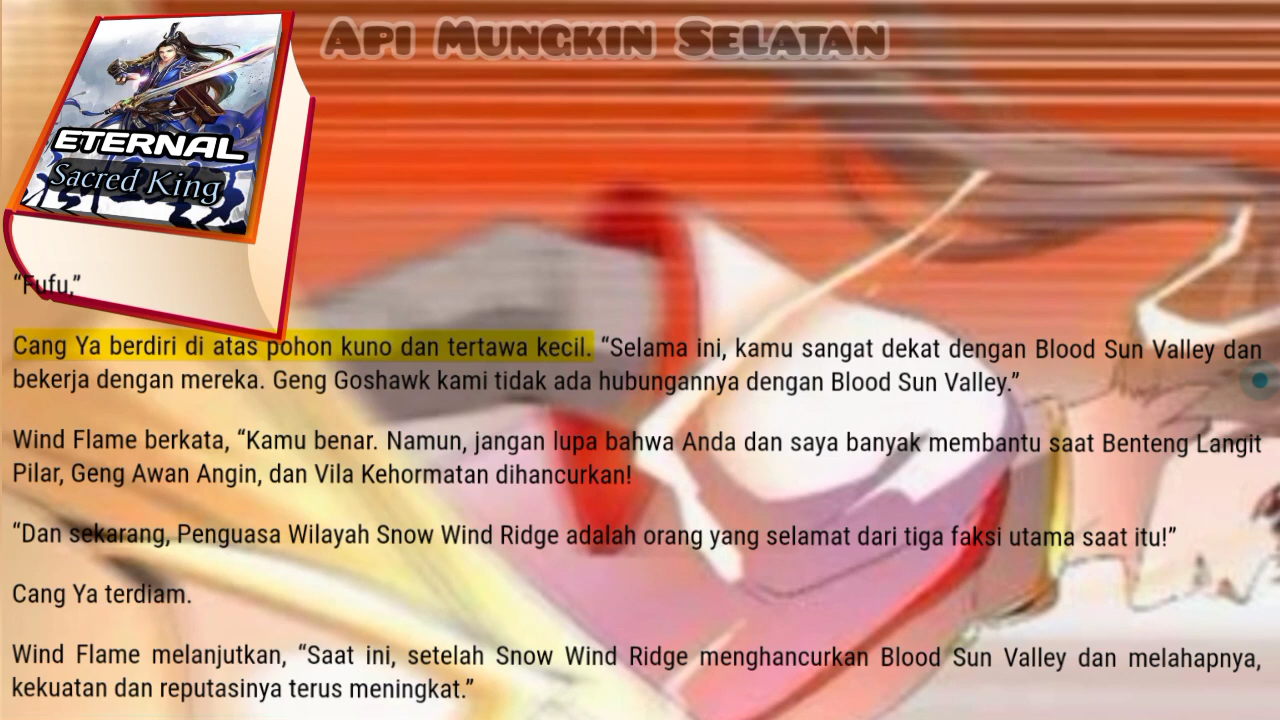 Api Mungkin Selatan
ETERNAL
Sacred King
“Fufu,”
Cang Ya berdiri di atas pohon kuno dan tertawa kecil. “Selama ini, kamu sangat dekat dengan Blood Sun Valley dan
bekerja dengan mereka. Geng Goshawk kami tidak ada hubungannya dengan Blood Sun Valley.”
Wind Flame berkata, “Kamu benar. Namun, jangan lupa bahwa Anda dan saya banyak membantu saat Benteng Langit
Pilar, Geng Awan Angin, dan Vila Kehormatan dihancurkan!
“Dan sekarang, Penguasa Wilayah Snow Wind Ridge adalah orang yang selamat dari tiga faksi utama saat itu!”
Cang Ya terdiam.
Wind Flame melanjutkan, “Saat ini, setelah Snow Wind Ridge menghancurkan Blood Sun Valley dan melahapnya,
kekuatan dan reputasinya terus meningkat.”